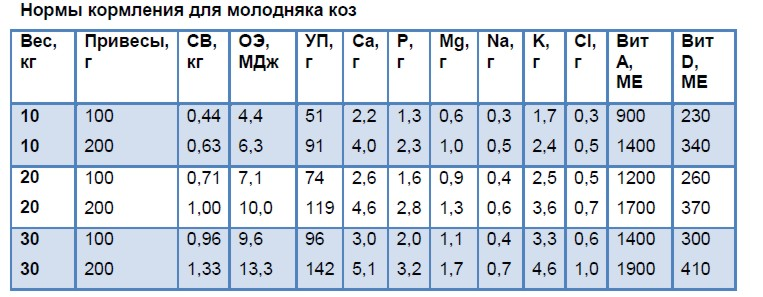 Нормы кормления для молодняка коз
Вес, кг Привесы, г СВ, кг ОЭ, МДж УП, г Ca, г P, г Mg, г Na, г K, г Cl, г Вит A, МЕ Вит D, МЕ
10 100 0,44 4,4 51 2,2 1,3 0,6 0,3 1,7 0,3 900 230
10 200 0,63 6,3 91 4,0 2,3 1,0 0,5 2,4 0,5 1400 340
20 100 0,71 7,1 74 2,6 1,6 0,9 0,4 2,5 0,5 1200 260
20 200 1,00 10,0 119 4,6 2,8 1,3 0,6 3,6 0,7 1700 370
30 100 0,96 9,6 96 3,0 2,0 1,1 0,4 3,3 0,6 1400 300
30 200 1,33 13,3 142 5,1 3,2 1,7 0,7 4,6 1,0 1900 410